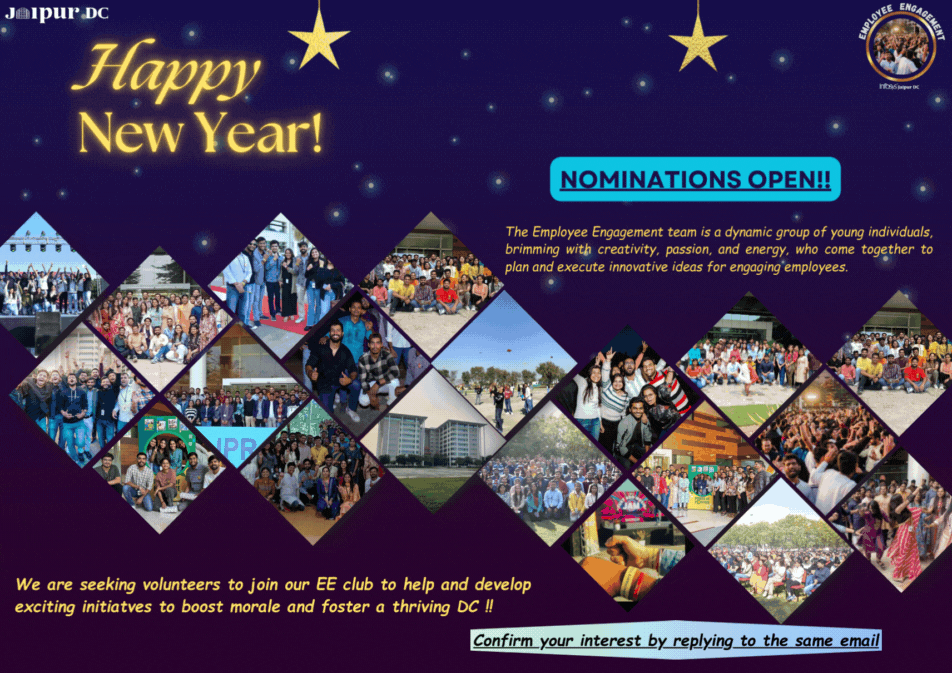 Jaipur DC
EMPLOYEE ENGAGEMENT
Infosys Jaipur DC
Happy
New Year!
NOMINATIONS OPEN!!
The Employee Engagement team is a dynamic group of young individuals,
brimming with creativity, passion, and energy, who come together to
plan and execute innovative ideas for engaging employees.
JPR
We are seeking volunteers to join our EE club to help and develop
exciting initiatves to boost morale and foster a thriving DC !!
Confirm your interest by replying to the same email